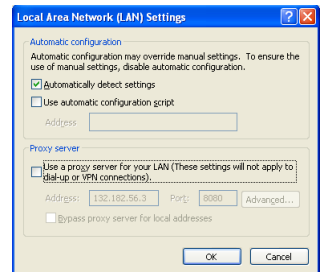 Local Area Network (LAN) Settings
Automatic configuration
Automatic configuration may override manual settings. To ensure the
use of manual settings, disable automatic configuration.
Automatically detect settings
Use automatic configuration script
Address
Proxy server
Use a proxy server for your LAN (These settings will not apply to
dial-up or VPN connections).
Address: 132.182.56.3 Port: 8080 Advanced...
Bypass proxy server for local addresses
OK Cancel